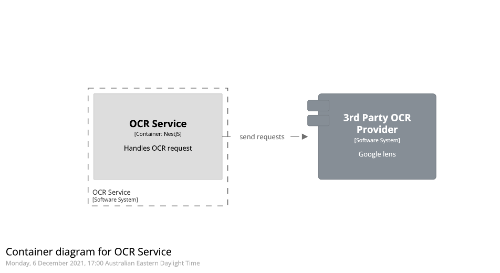 OCR Service
[Container: NestJS]
Handles OCR request
OCR Service
[Software System]
send requests
3rd Party OCR
Provider
[Software System]
Google lens
Container diagram for OCR Service
Monday, 6 December 2021, 17:00 Australian Eastern Daylight Time